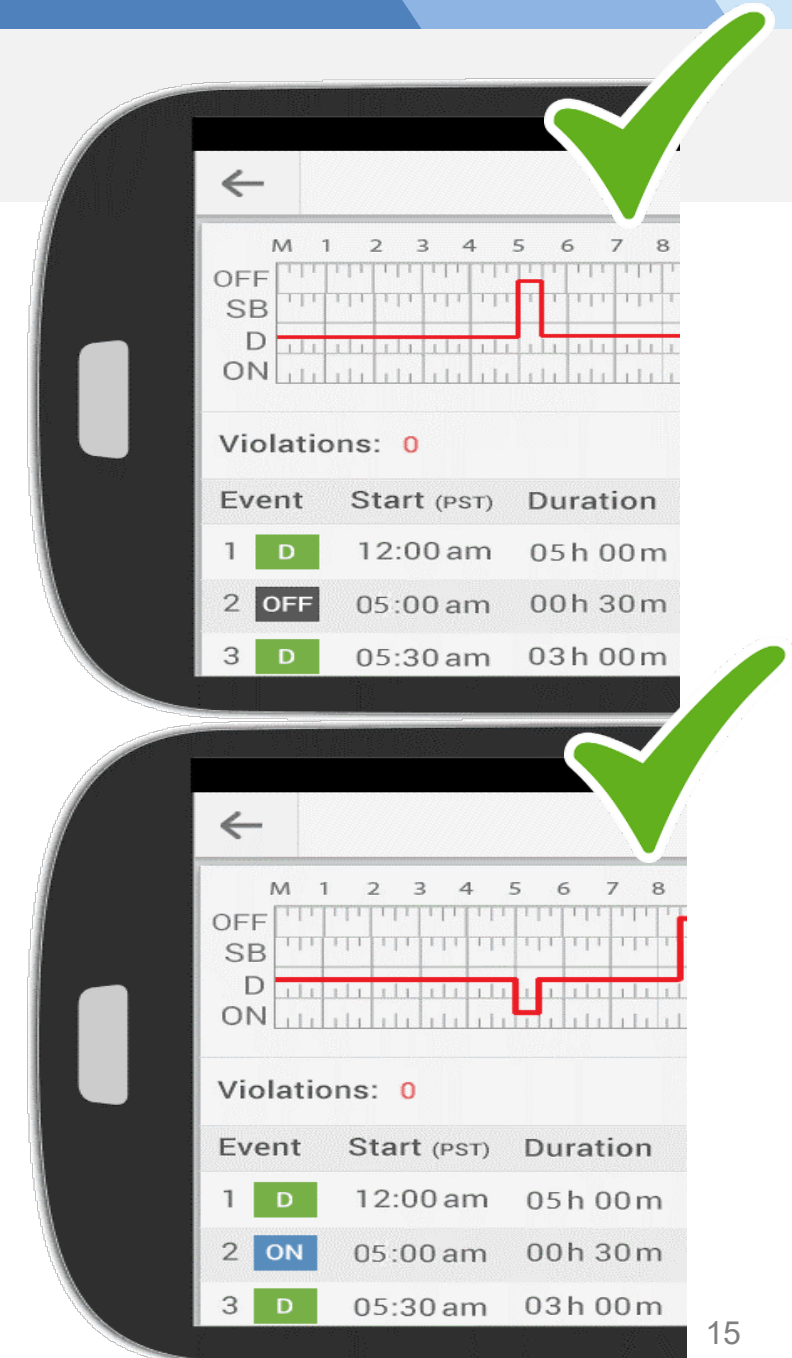 M 1 2 3 4 5 6 7 8
OFF
SB
D
ON
Violations: 0
Event Start (PST) Duration
1 D 12:00 am 05h 00m
2 OFF 05:00 am 00h 30m
3 D 05:30 am 03h 00m
M 1 2 3 4 5 6 7 8
OFF
SB
D
ON
Violations: 0
Event Start (PST) Duration
1 D 12:00 am 05h 00m
2 ON 05:00 am 00h 30m
3 D 05:30 am 03h 00m
15